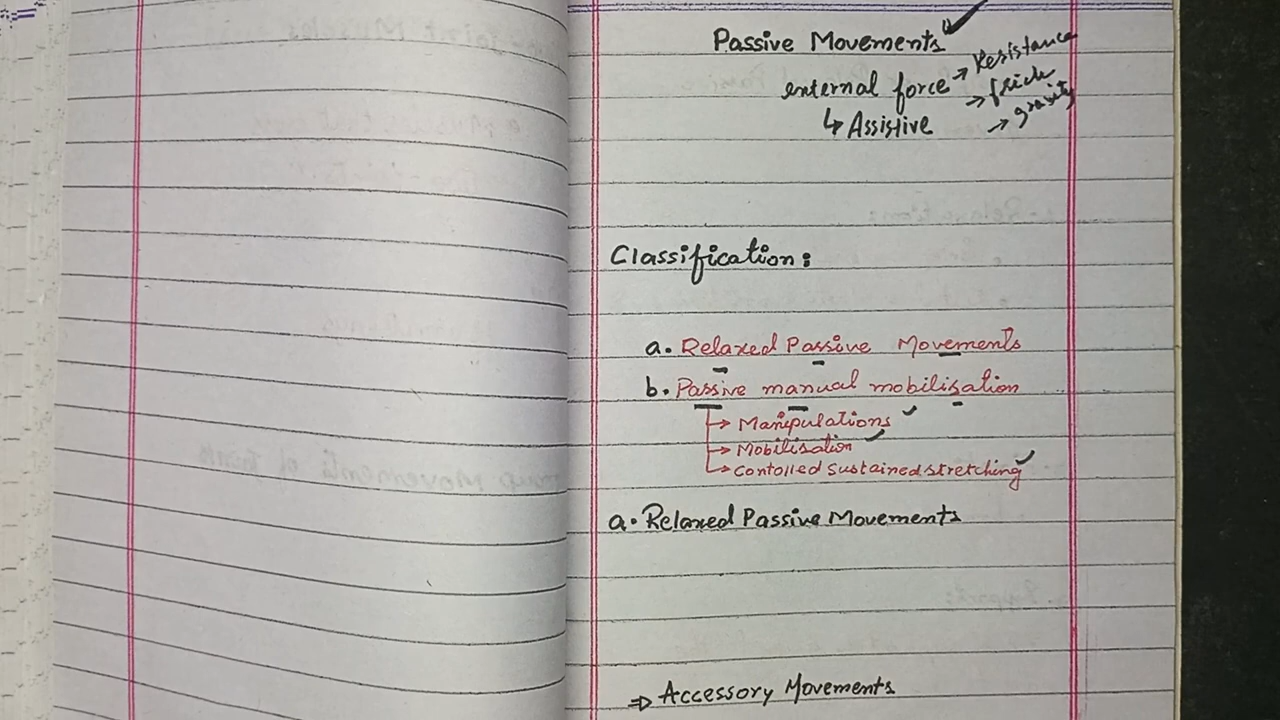 Passive Movements
external force → Resistance
→ frick
↳ Assistive → gravity
Classification:
a. Relaxed Passive Movements
b. Passive manual mobilisation
→ Manipulations ✓
→ Mobilisation ✓
→ Contolled sustained stretching ✓
a. Relaxed Passive Movements
⇒ Accessory Movements